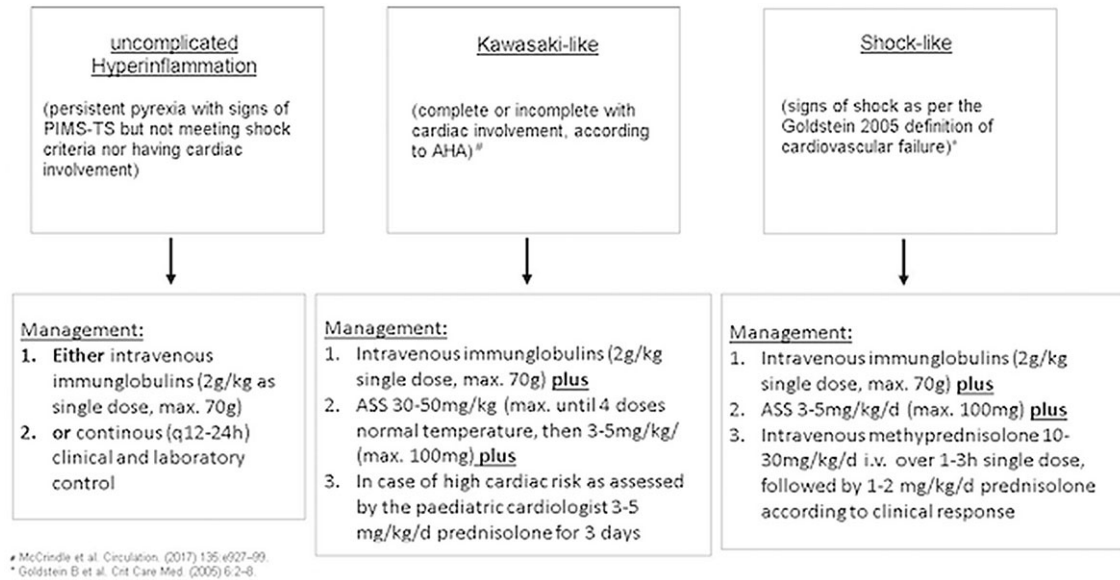 uncomplicated
Hyperinflammation
(persistent pyrexia with signs of
PIMS-TS but not meeting shock
criteria nor having cardiac
involvement)
Kawasaki-like
(complete or incomplete with
cardiac involvement, according
to AHA)#
Shock-like
(signs of shock as per the
Goldstein 2005 definition of
cardiovascular failure)*
Management:
1. Either intravenous
immunglobulins (2g/kg as
single dose, max. 70g)
2. or continous (q12-24h)
clinical and laboratory
control
Management:
1. Intravenous immunglobulins (2g/kg
single dose, max. 70g) plus
2. ASS 30-50mg/kg (max. until 4 doses
normal temperature, then 3-5mg/kg/
(max. 100mg) plus
3. In case of high cardiac risk as assessed
by the paediatric cardiologist 3-5
mg/kg/d prednisolone for 3 days
Management:
1. Intravenous immunglobulins (2g/kg
single dose, max. 70g) plus
2. ASS 3-5mg/kg/d (max. 100mg) plus
3. Intravenous methyprednisolone 10-
30mg/kg/d i.v. over 1-3h single dose,
followed by 1-2 mg/kg/d prednisolone
according to clinical response
# McCrindle et al. Circulation. (2017) 135:e927–99.
* Goldstein B et al. Crit Care Med. (2005) 6:2–8.